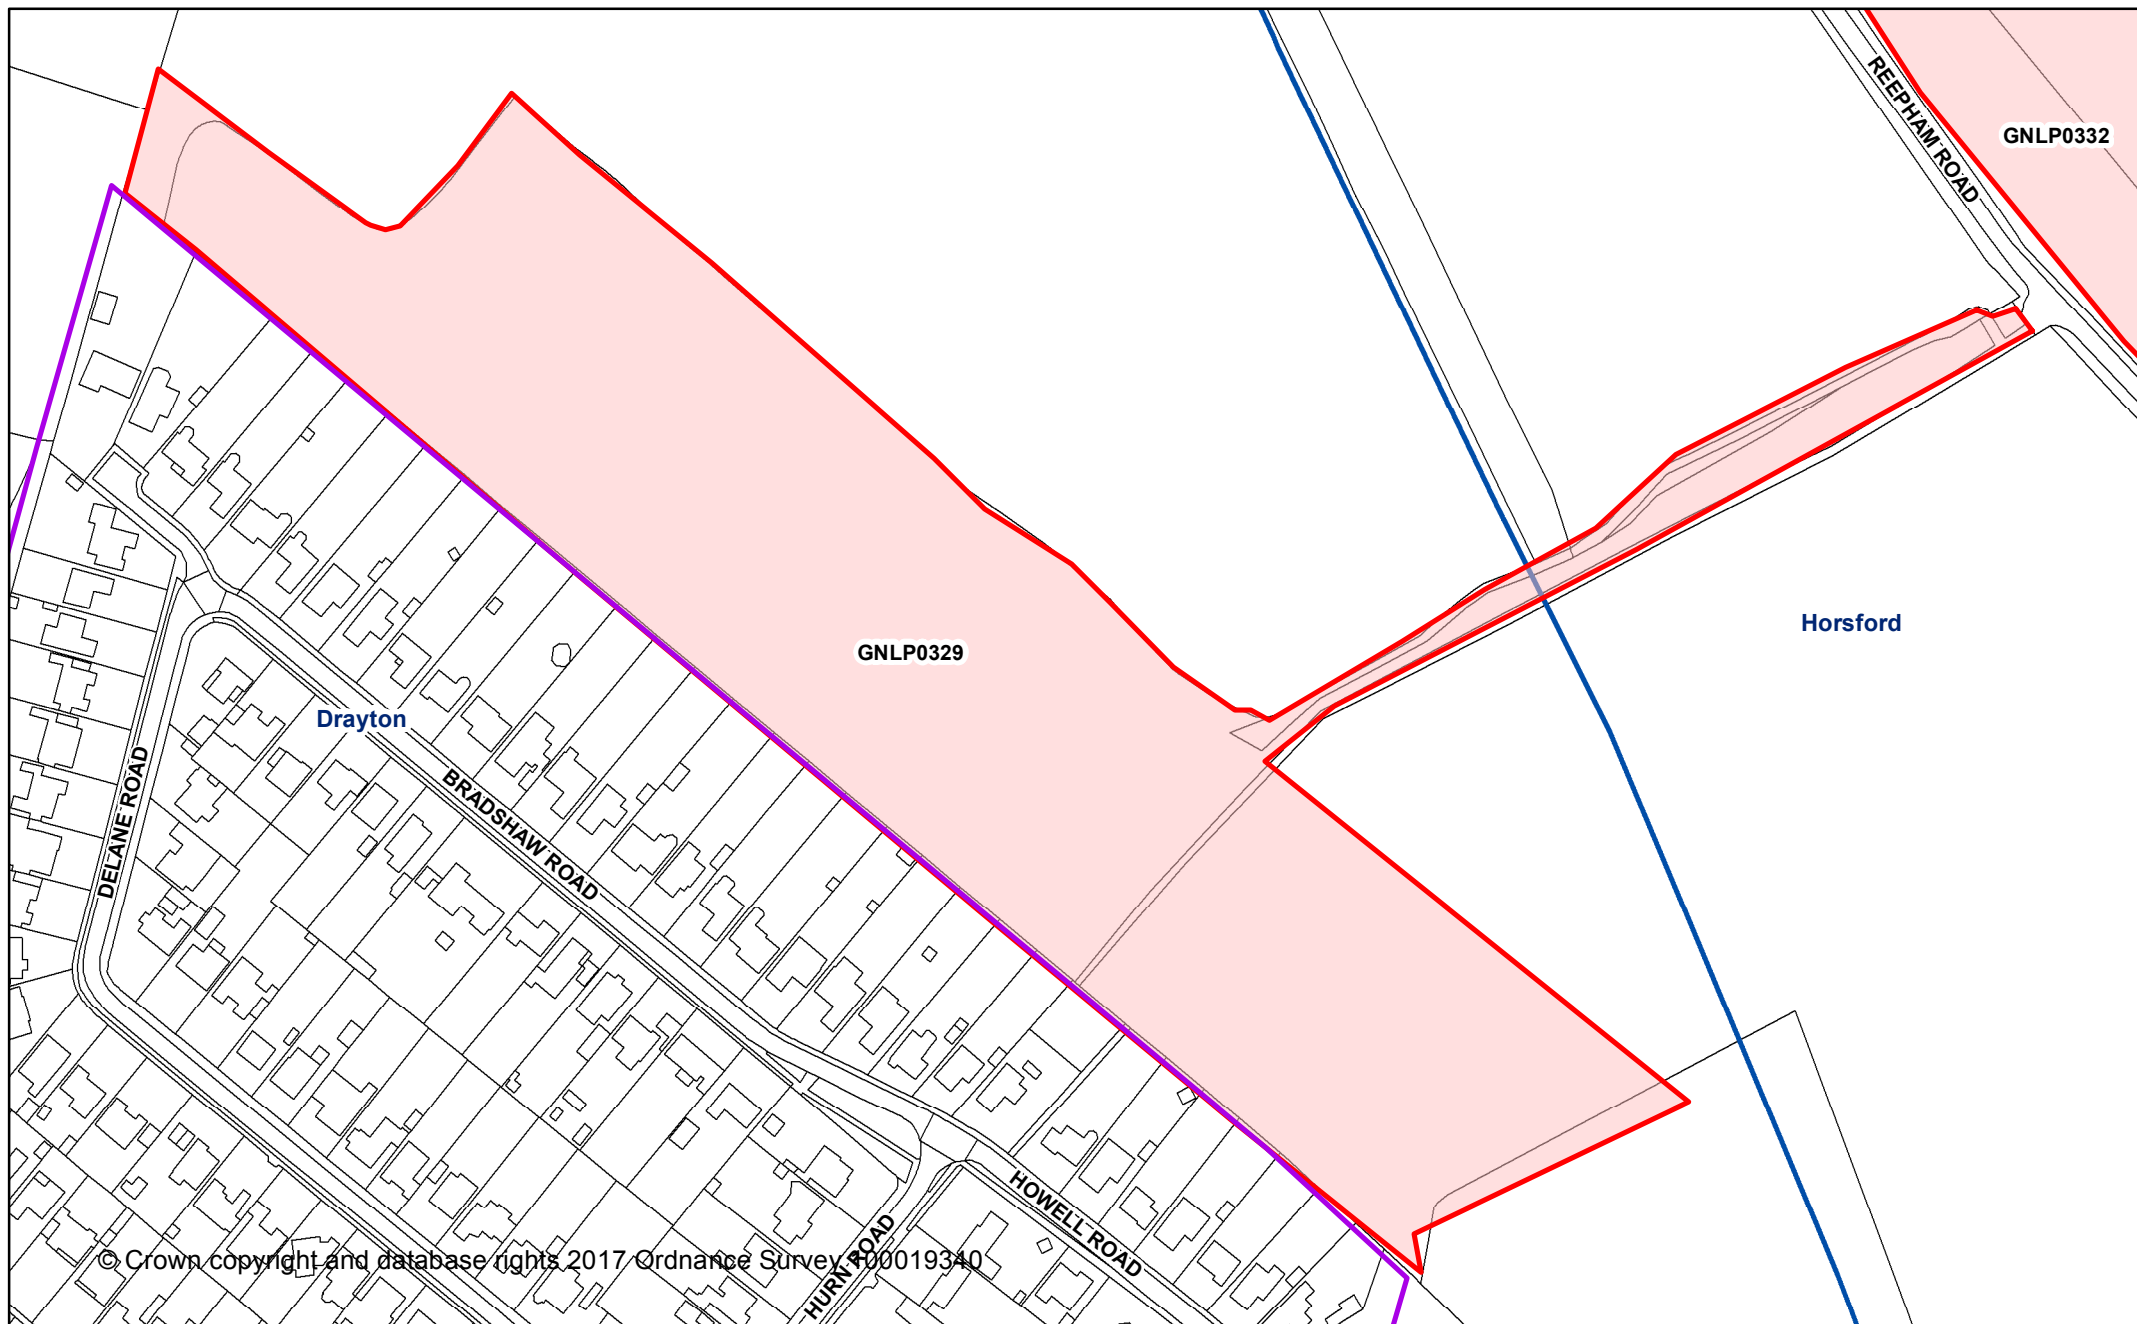 REEPHAM ROAD
GNLP0332
Horsford
GNLP0329
Drayton
DELANE ROAD
BRADSHAW ROAD
HOWELL ROAD
HURN ROAD
© Crown copyright and database rights 2017 Ordnance Survey 100019340